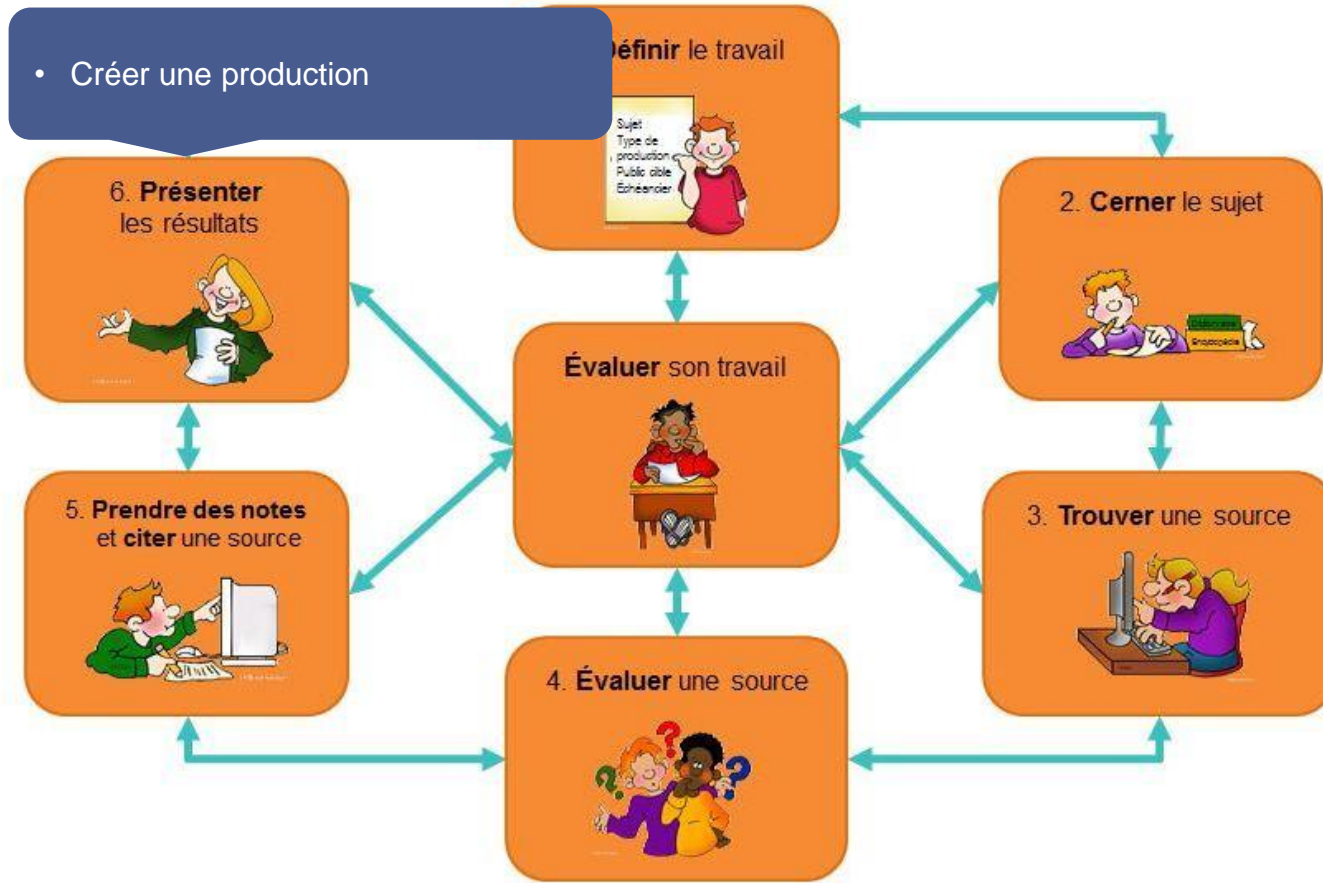 • Créer une production
Définir le travail
Sujet
Type de
production
Public cible
Échéancier
6. Présenter
les résultats
2. Cerner le sujet
Encyclopédie
Évaluer son travail
5. Prendre des notes
et citer une source
3. Trouver une source
4. Évaluer une source